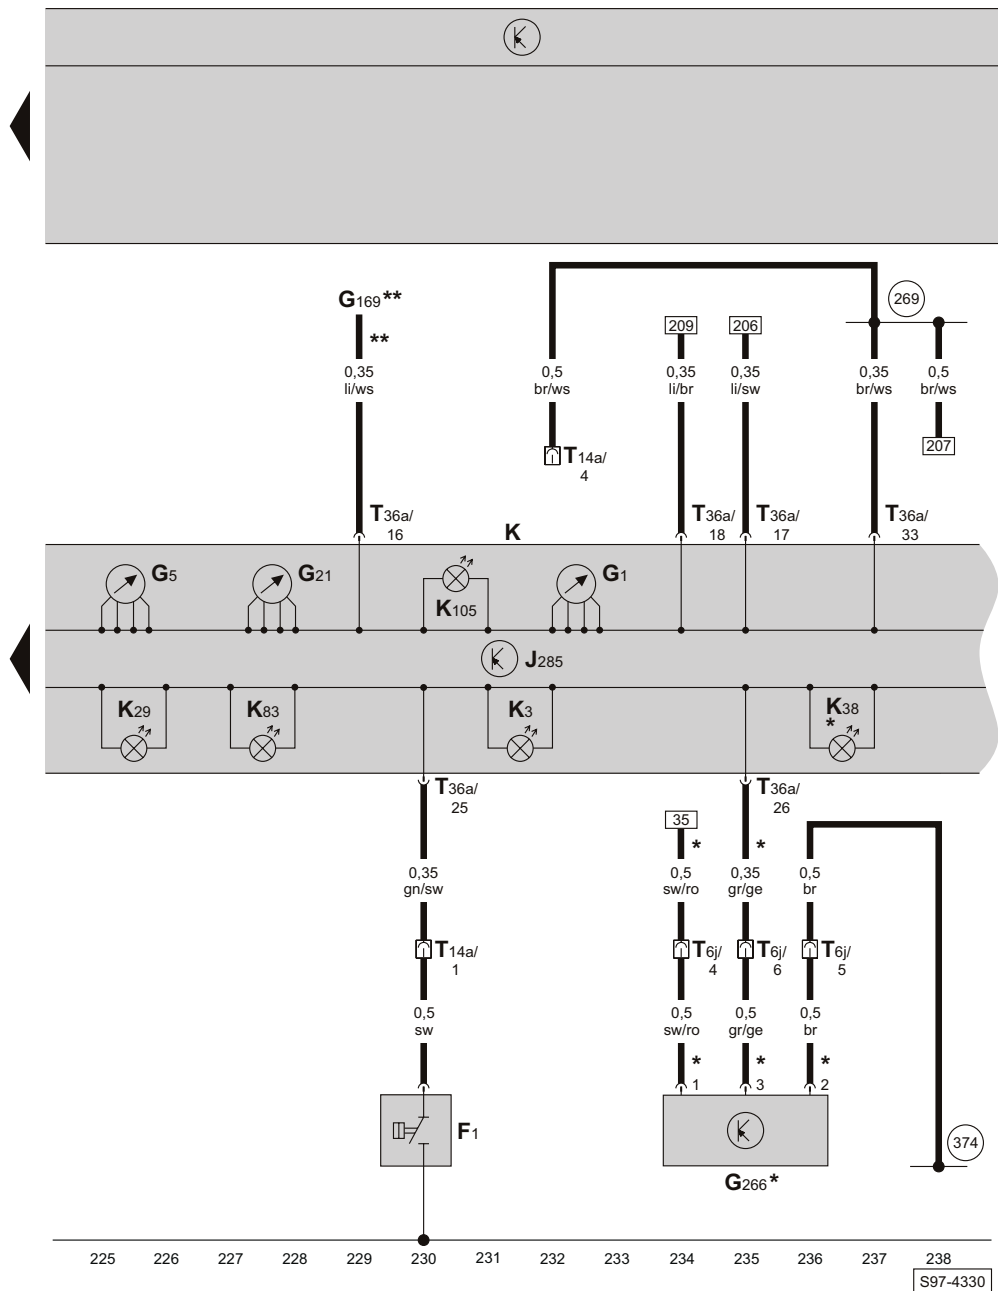 G169**
**
0,35
li/ws
0,5
br/ws
209
0,35
li/br
206
0,35
li/sw
269
0,35
br/ws
0,5
br/ws
207
T14a/
4
T36a/
16
K
T36a/
18
T36a/
17
T36a/
33
G5
G21
K105
G1
J285
K29
K83
K3
K38
*
T36a/
25
T36a/
26
35
*
*
0,35
gn/sw
0,5
sw/ro
0,35
gr/ge
0,5
br
T14a/
1
T6j/
4
T6j/
6
T6j/
5
0,5
sw
0,5
sw/ro
0,5
gr/ge
0,5
br
*
*
*
1
3
2
F1
374
G266*
225 226 227 228 229 230 231 232 233 234 235 236 237 238
S97-4330